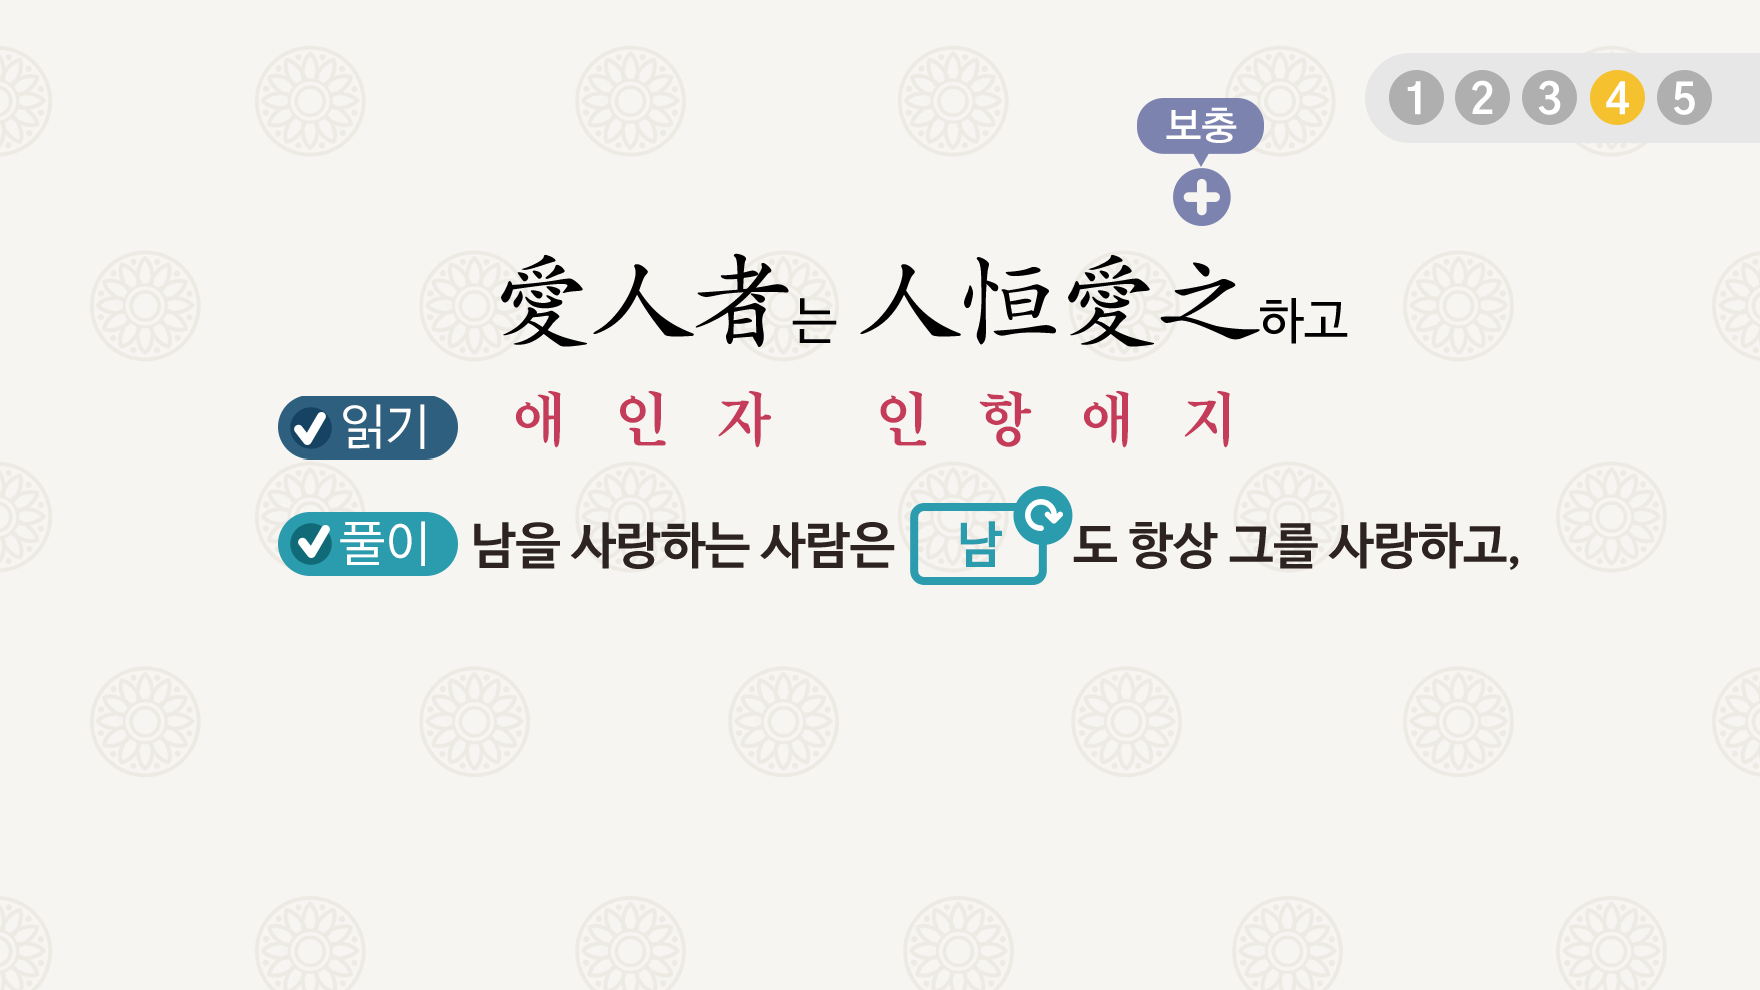 1 2 3 4 5
보충
愛人者는 人恒愛之하고
읽기 애 인 자 인 항 애 지
풀이 남을 사랑하는 사람은 남도 항상 그를 사랑하고,